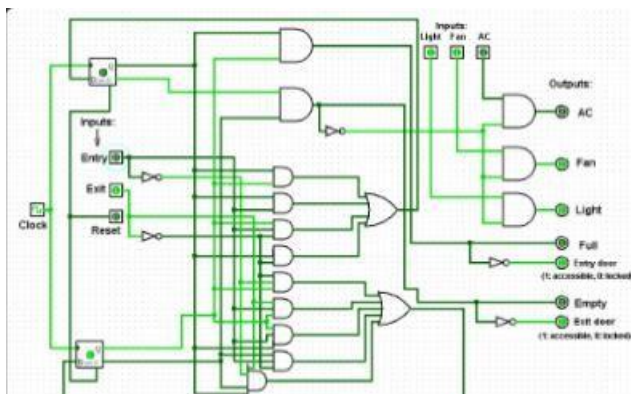 Inputs:
Light Fan AC
Outputs:
AC
Inputs:
Entry
Fan
Exit
Light
Reset
Clock
Full
Entry door
(1: accessible, 0: locked)
Empty
Exit door
(1: accessible, 0: locked)